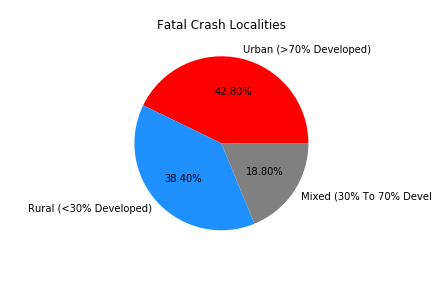 Fatal Crash Localities
Urban (>70% Developed)
42.80%
38.40%
18.80%
Rural (<30% Developed)
Mixed (30% To 70% Devel